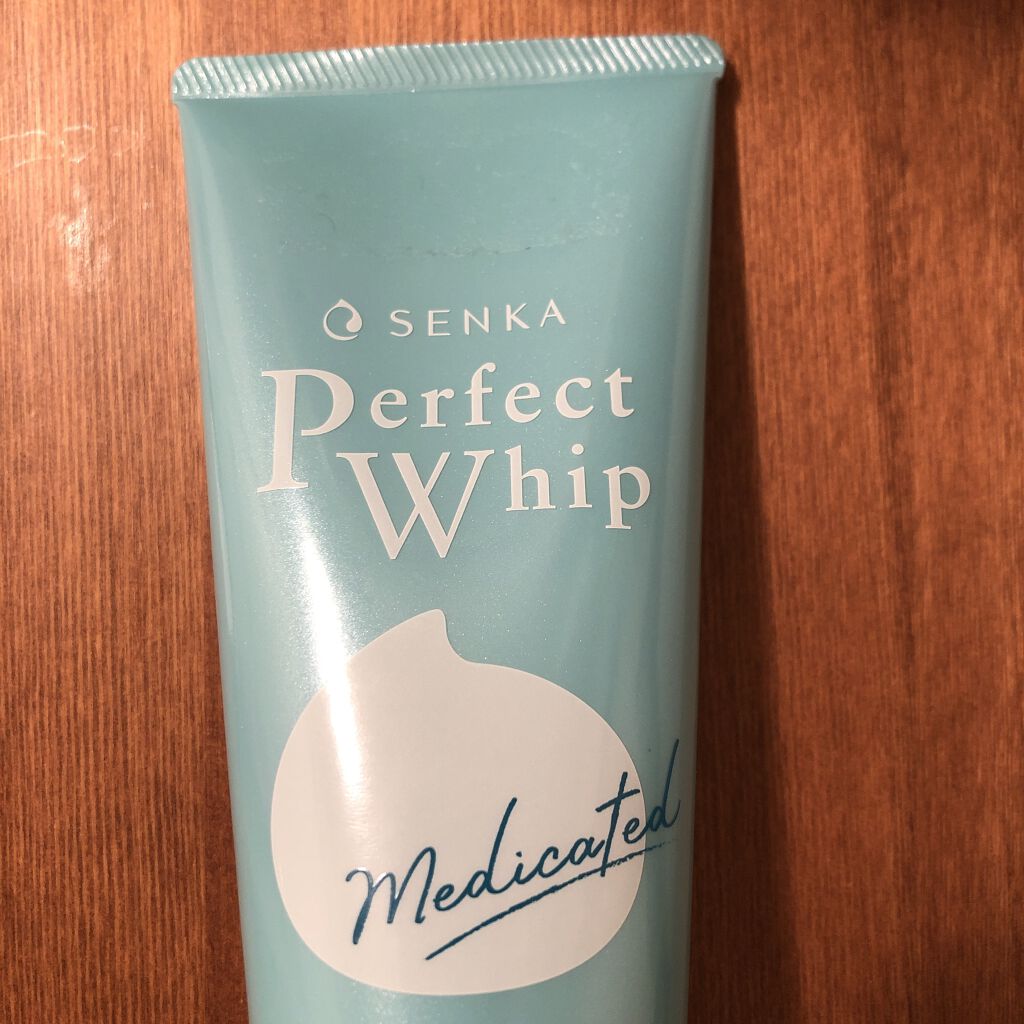 SENKA
Perfect
Whip
Medicated